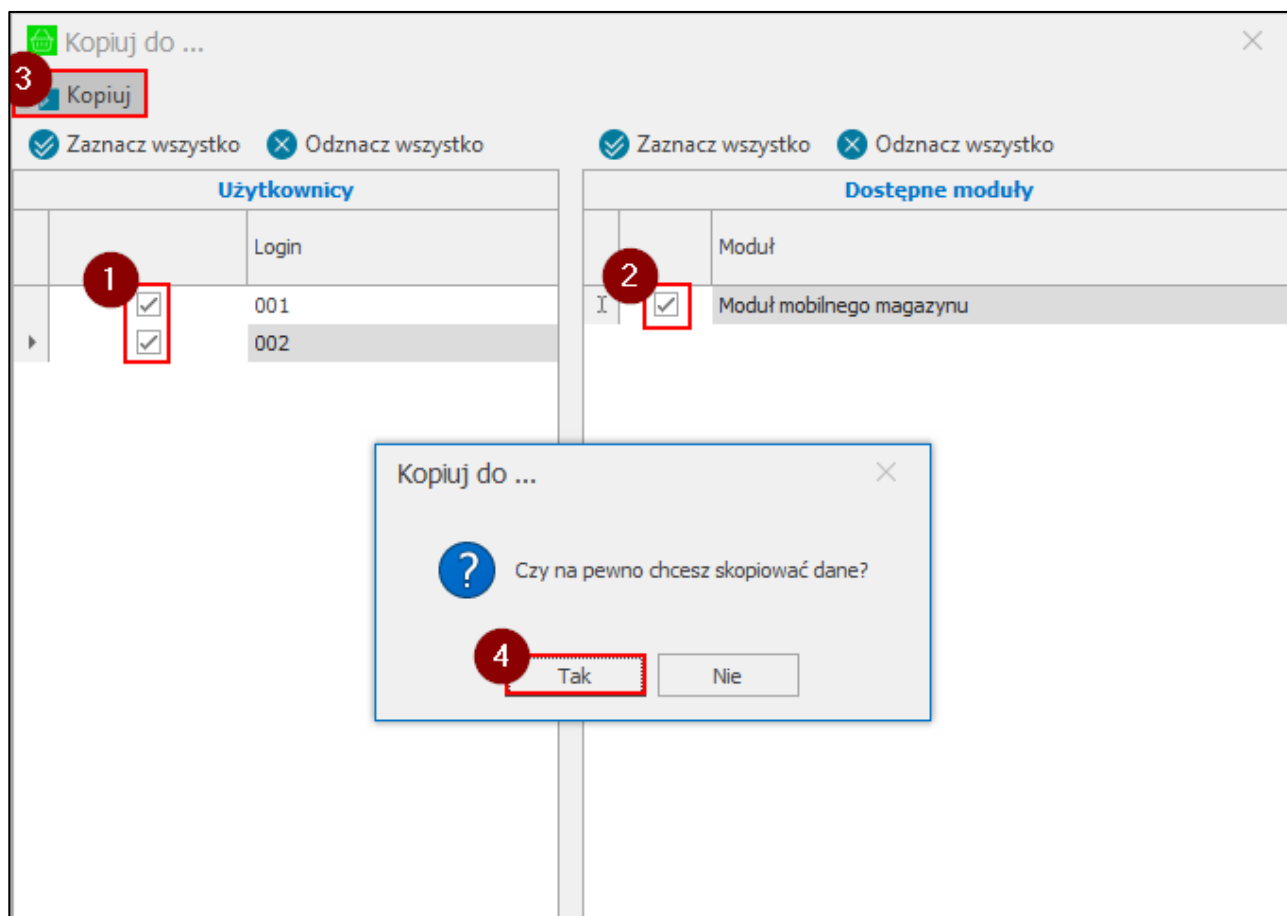 Kopiuj do ...
3
Kopiuj
Zaznacz wszystko Odznacz wszystko
Zaznacz wszystko Odznacz wszystko
Użytkownicy
Dostępne moduły
Login
Moduł
1
2
001
Moduł mobilnego magazynu
002
Kopiuj do ...
? Czy na pewno chcesz skopiować dane?
4
Tak
Nie